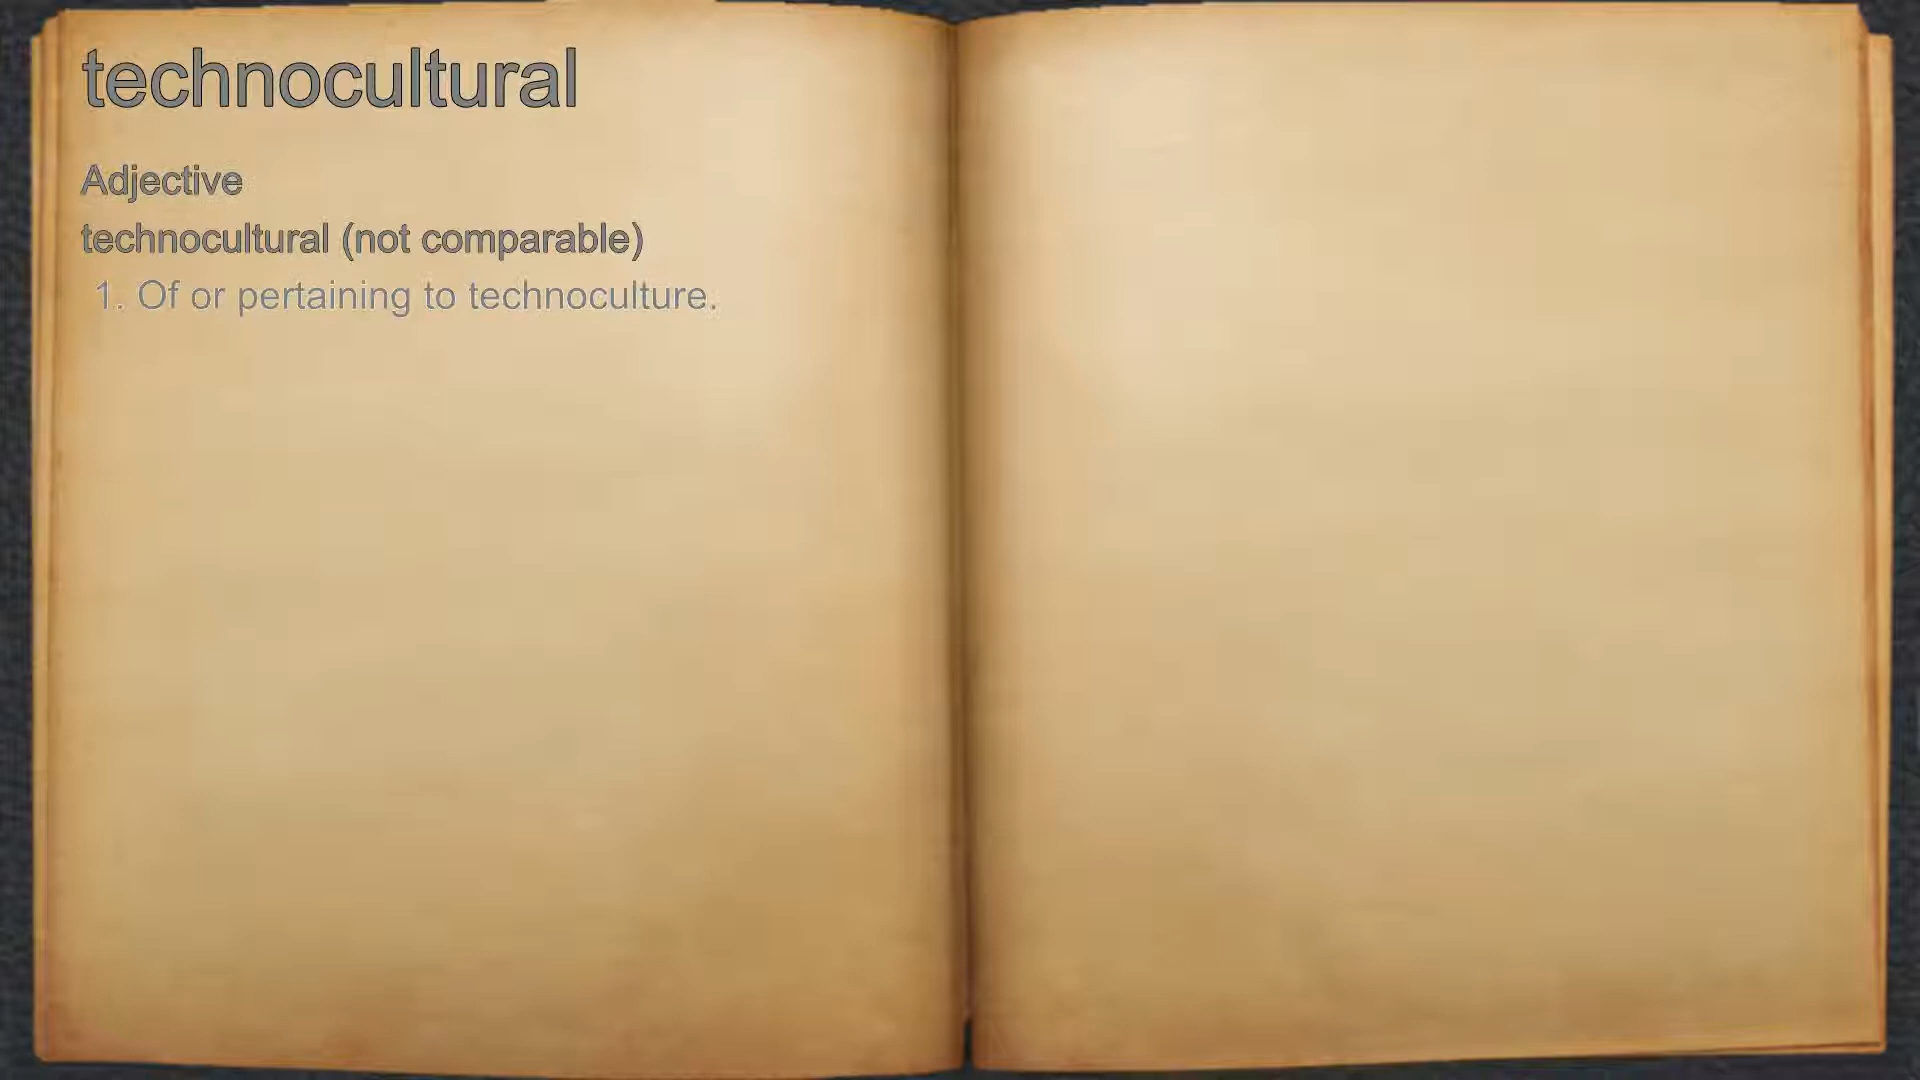 technocultural
Adjective
technocultural (not comparable)
1. Of or pertaining to technoculture.